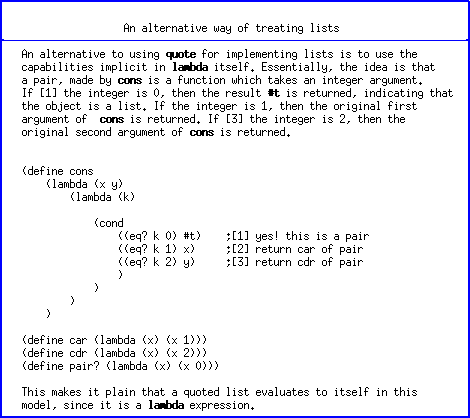 An alternative way of treating lists
An alternative to using quote for implementing lists is to use the
capabilities implicit in lambda itself. Essentially, the idea is that
a pair, made by cons is a function which takes an integer argument.
If [1] the integer is 0, then the result #t is returned, indicating that
the object is a list. If the integer is 1, then the original first
argument of  cons is returned. If [3] the integer is 2, then the
original second argument of cons is returned.
(define cons
    (lambda (x y)
        (lambda (k)
            (cond
                ((eq? k 0) #t)    ;[1] yes! this is a pair
                ((eq? k 1) x)     ;[2] return car of pair
                ((eq? k 2) y)     ;[3] return cdr of pair
                )
            )
        )
    )
(define car (lambda (x) (x 1)))
(define cdr (lambda (x) (x 2)))
(define pair? (lambda (x) (x 0)))
This makes it plain that a quoted list evaluates to itself in this
model, since it is a lambda expression.